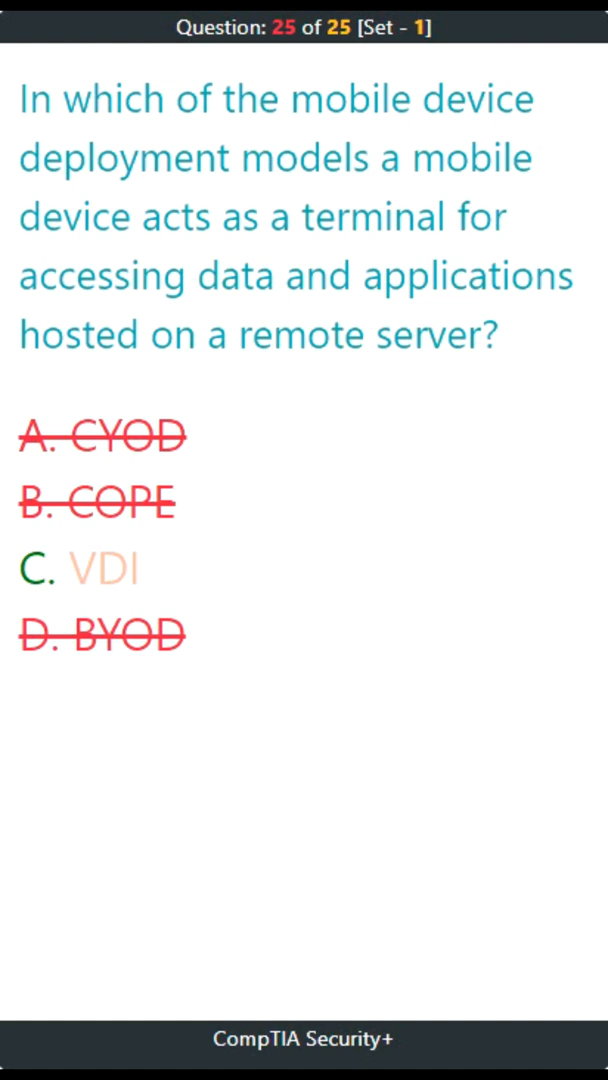 Question: 25 of 25 [Set - 1]
In which of the mobile device
deployment models a mobile
device acts as a terminal for
accessing data and applications
hosted on a remote server?
A. CYOD
B. COPE
C. VDI
D. BYOD
CompTIA Security+